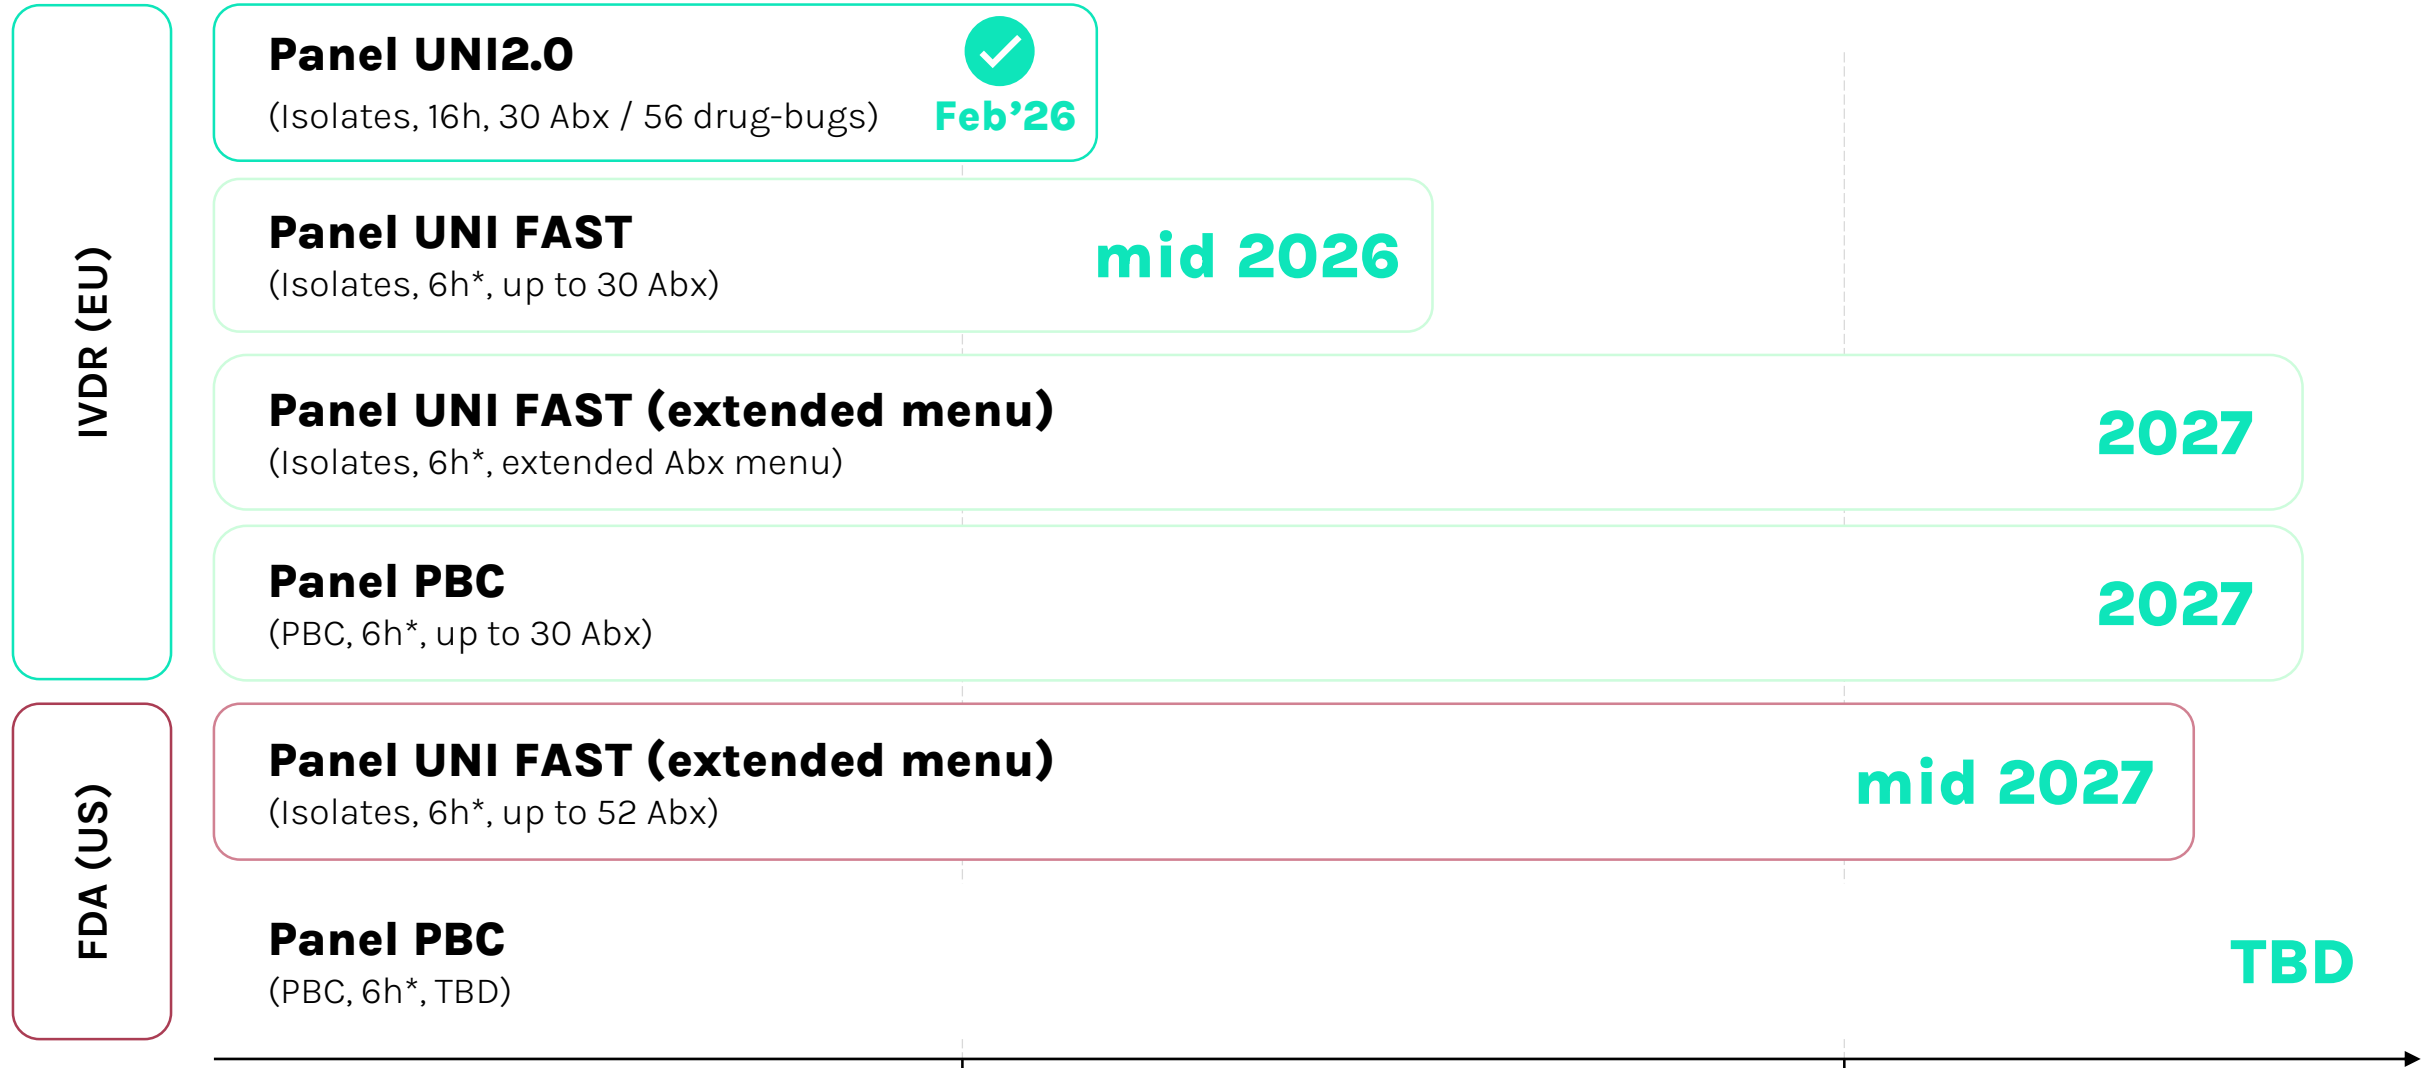 IVDR (EU)
Panel UNI2.0
(Isolates, 16h, 30 Abx / 56 drug-bugs)
Feb’26
Panel UNI FAST
(Isolates, 6h*, up to 30 Abx)
mid 2026
Panel UNI FAST (extended menu)
(Isolates, 6h*, extended Abx menu)
2027
Panel PBC
(PBC, 6h*, up to 30 Abx)
2027
FDA (US)
Panel UNI FAST (extended menu)
(Isolates, 6h*, up to 52 Abx)
mid 2027
Panel PBC
(PBC, 6h*, TBD)
TBD